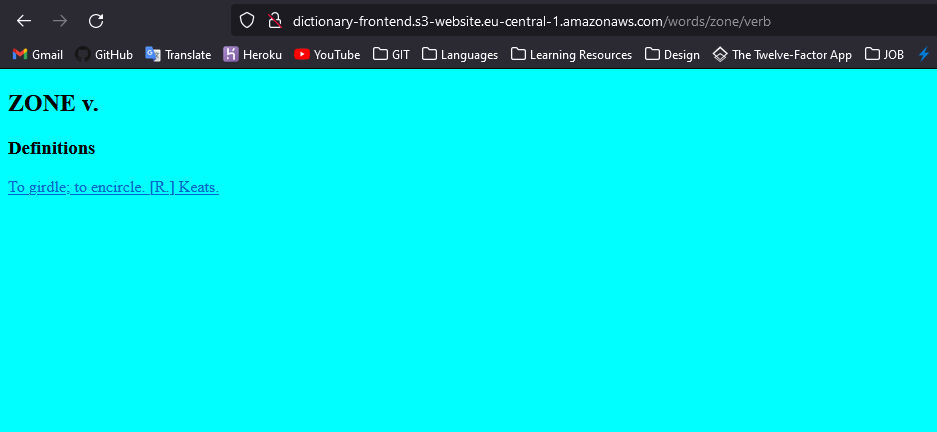 dictionary-frontend.s3-website.eu-central-1.amazonaws.com/words/zone/verb
Gmail GitHub Translate Heroku YouTube GIT Languages Learning Resources Design The Twelve-Factor App JOB
ZONE v.
Definitions
To girdle; to encircle. [R.] Keats.